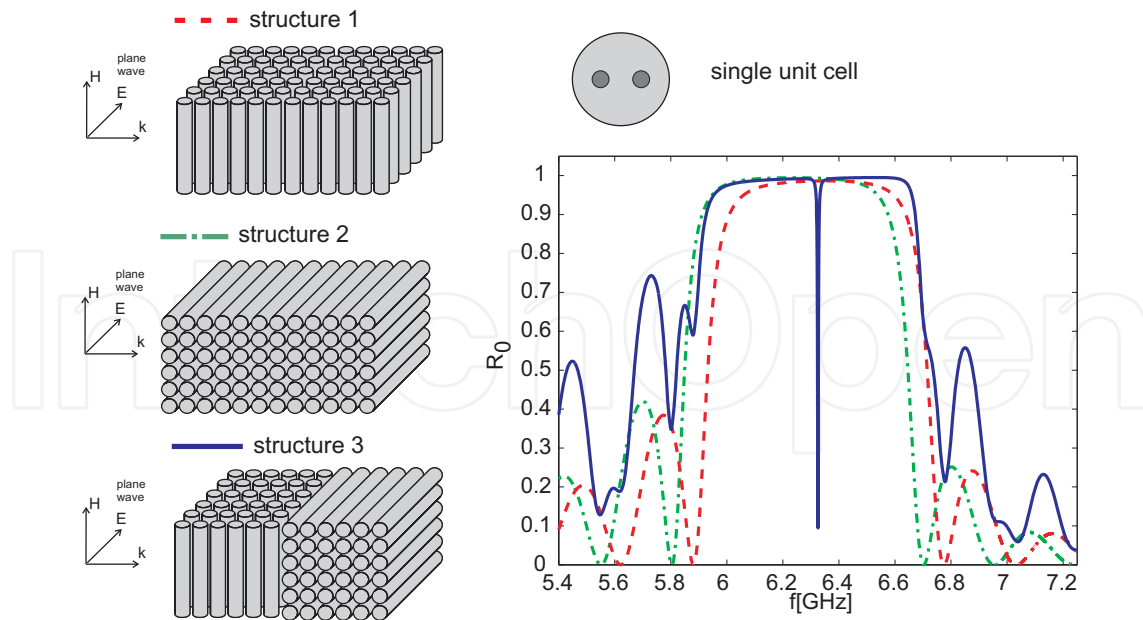 structure 1
plane
wave
H
E
k
structure 2
plane
wave
H
E
k
structure 3
plane
wave
H
E
k
single unit cell
1
0.9
0.8
0.7
0.6
0.5
0.4
0.3
0.2
0.1
0
R0
5.4 5.6 5.8 6 6.2 6.4 6.6 6.8 7 7.2
f[GHz]
IntechOpen